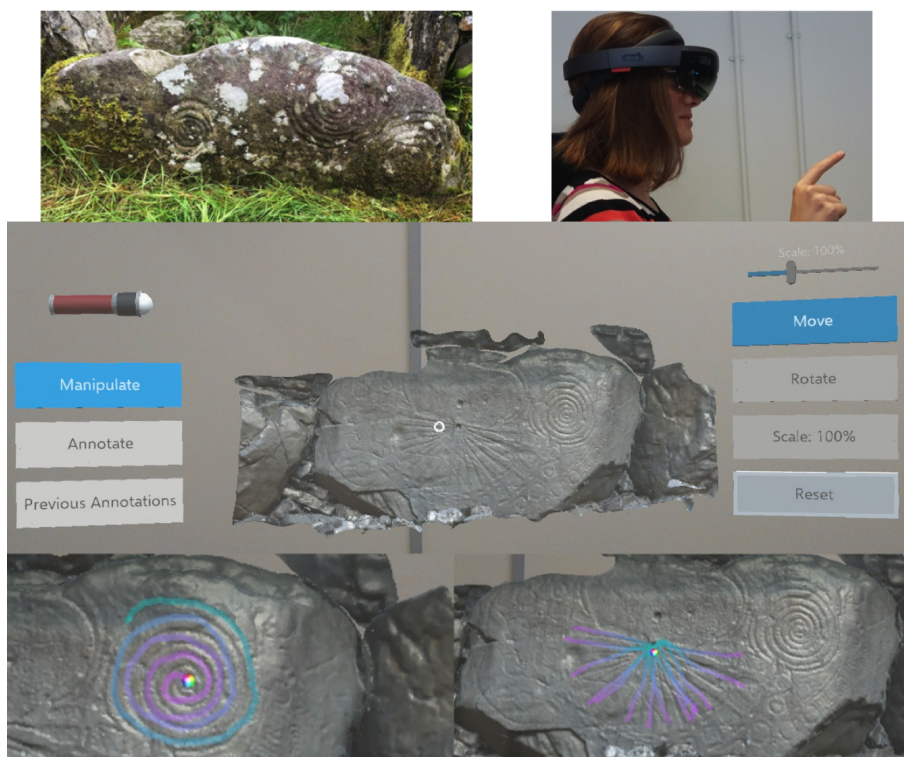 Scale: 100%
Move
Manipulate
Rotate
Annotate
Scale: 100%
Previous Annotations
Reset